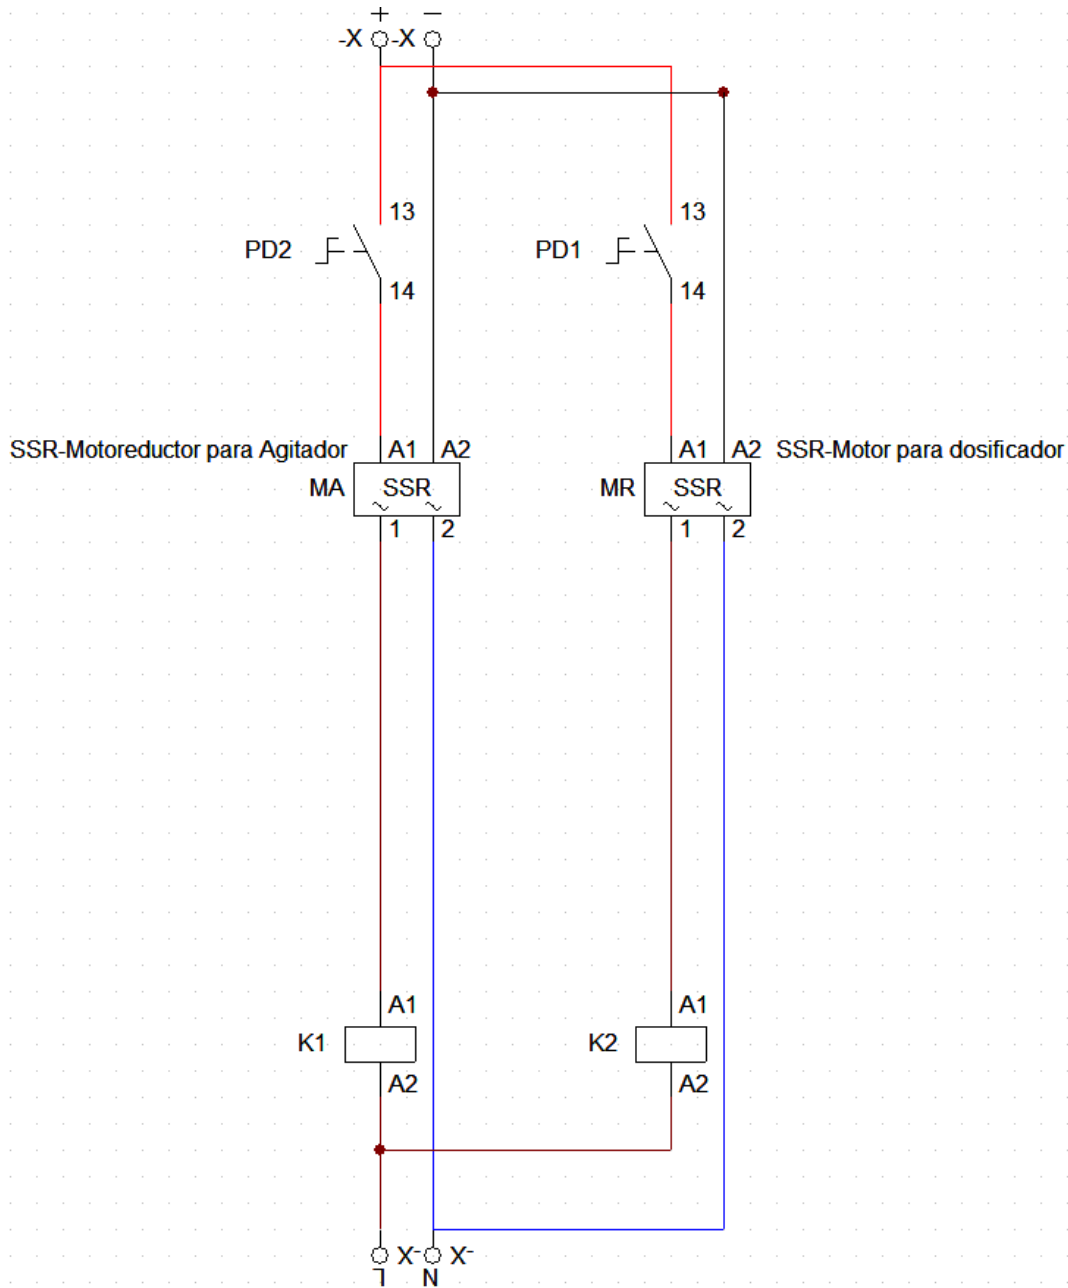 + −
-X -X
13 13
PD2 PD1
14 14
SSR-Motoreductor para Agitador A1 A2 A1 A2 SSR-Motor para dosificador
MA SSR MR SSR
1 2 1 2
A1 A1
K1 K2
A2 A2
X- X-
L N